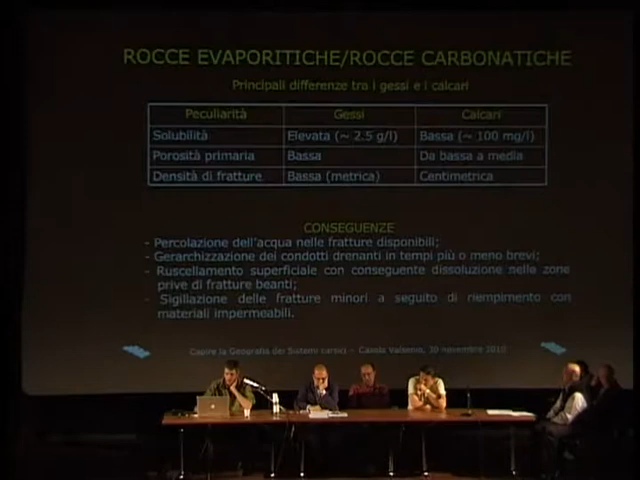 ROCCE EVAPORITICHE/ROCCE CARBONATICHE
Principali differenze tra i gessi e i calcari
Peculiarità Gessi Calcari
Solubilità Elevata (~ 2.5 g/l) Bassa (~ 100 mg/l)
Porosità primaria Bassa Da bassa a media
Densità di fratture Bassa (metrica) Centimetrica
CONSEGUENZE
- Percolazione dell'acqua nelle fratture disponibili;
- Gerarchizzazione dei condotti drenanti in tempi più o meno brevi;
- Ruscellamento superficiale con conseguente dissoluzione nelle zone
prive di fratture beanti;
- Sigillazione delle fratture minori a seguito di riempimento con
materiali impermeabili.
Capire la Geografia dei Sistemi carsici - Casola Valsenio, 20 novembre 2010